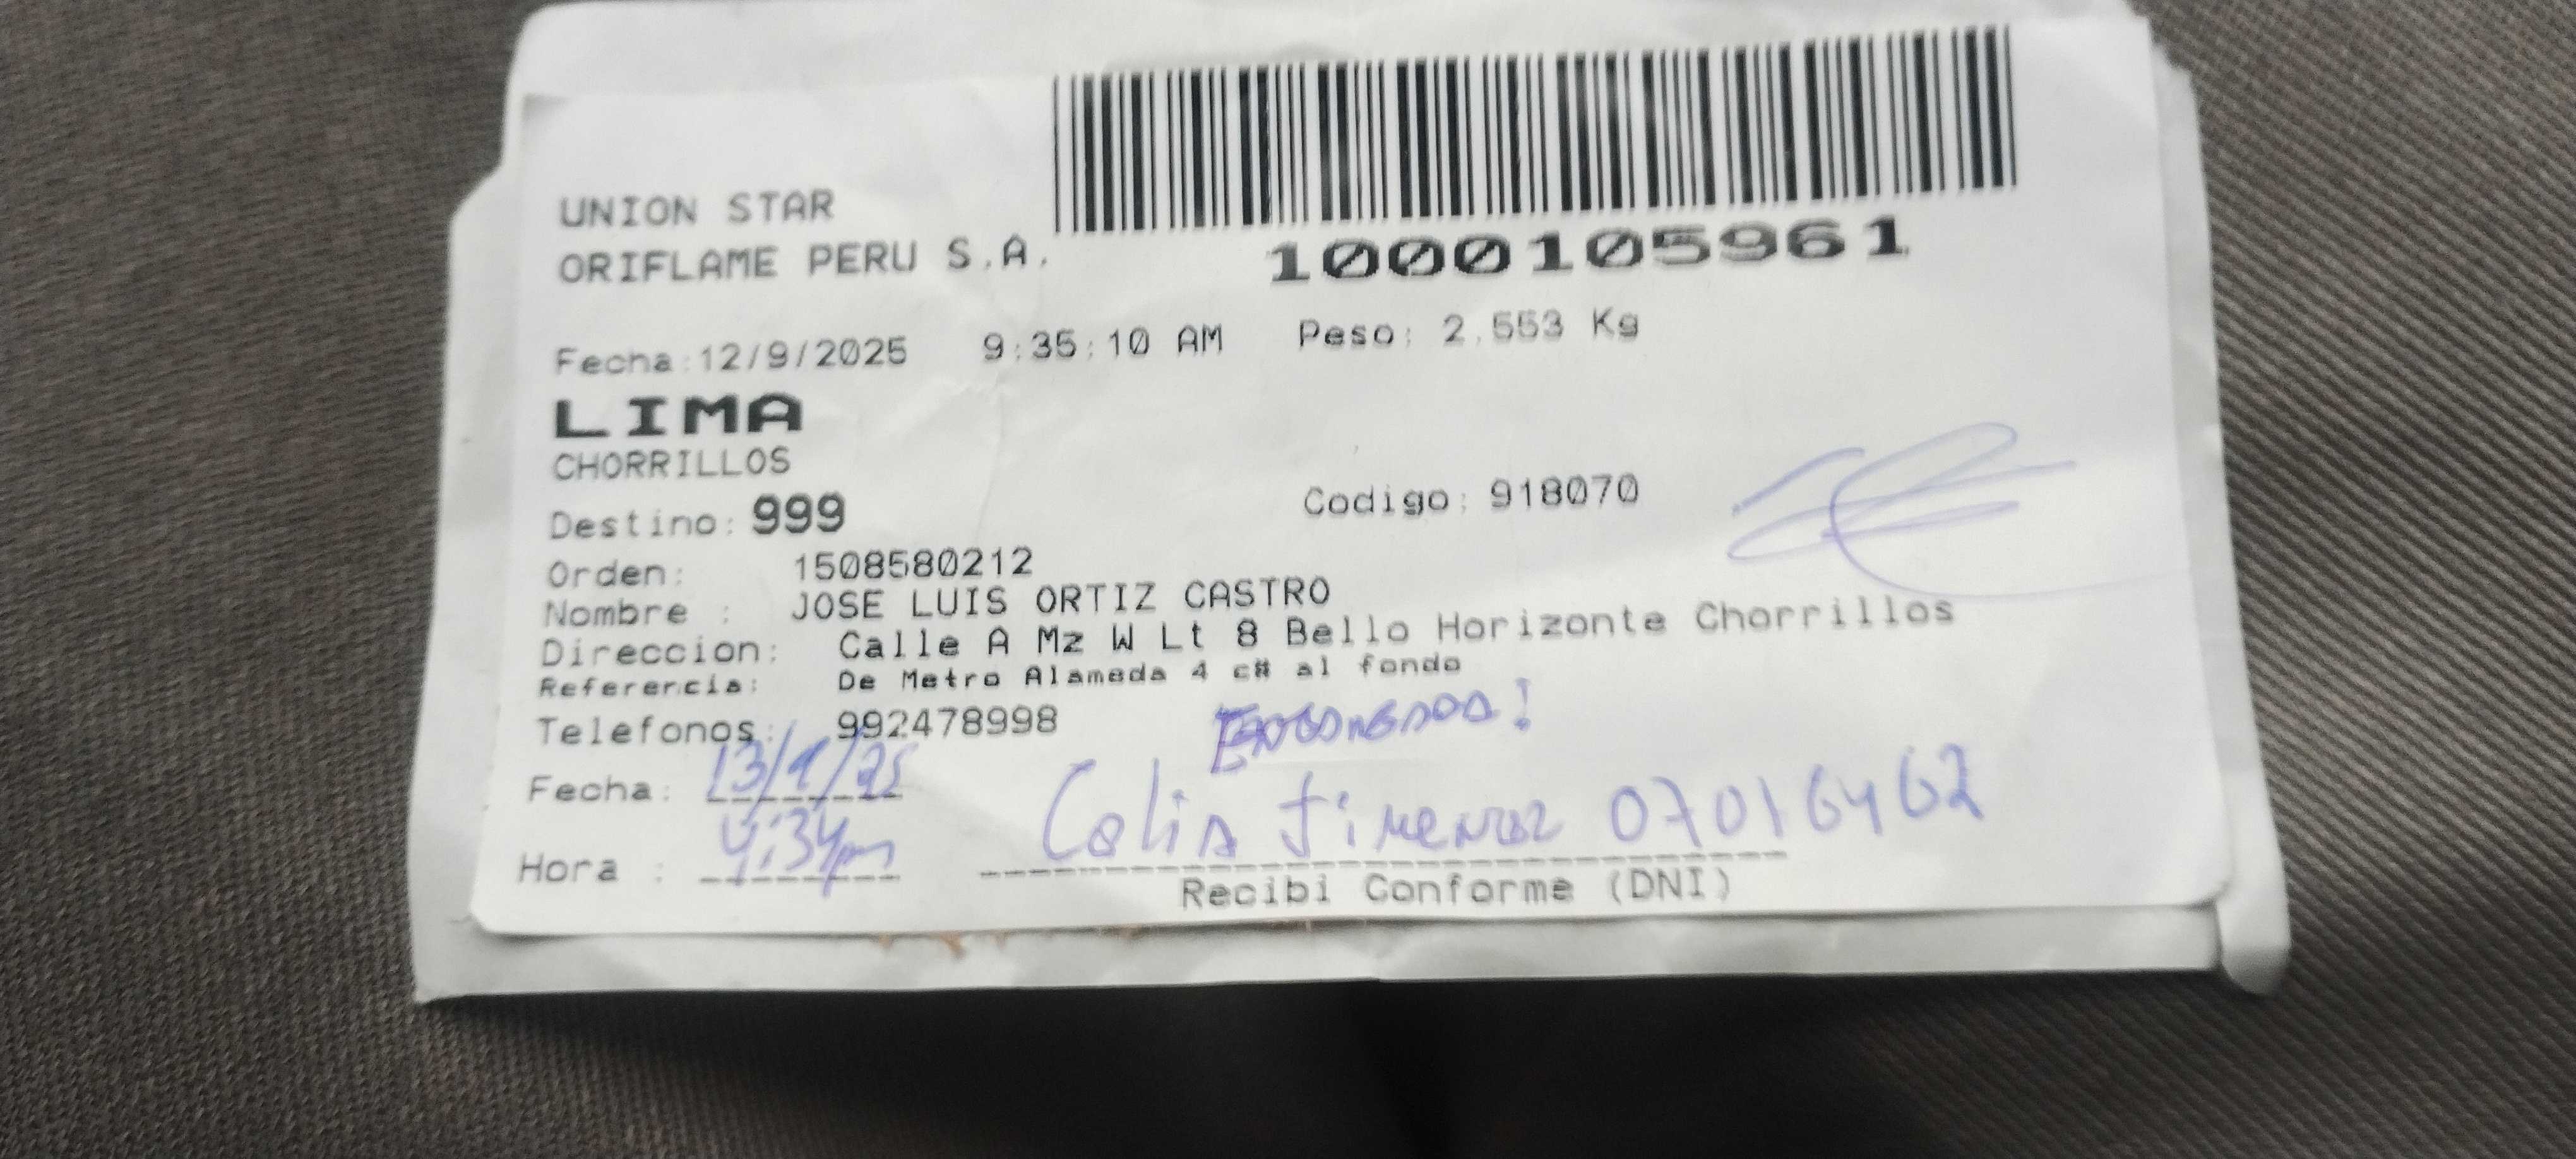 UNION STAR
ORIFLAME PERU S.A.
1000105961
Fecha:12/9/2025 9:35:10 AM Peso: 2.553 Kg
LIMA
CHORRILLOS
Destino: 999 Codigo: 918070
Orden: 1508580212
Nombre : JOSE LUIS ORTIZ CASTRO
Direccion: Calle A Mz W Lt 8 Bello Horizonte Chorrillos
Referencia: De Metro Alameda 4 c# al fondo
Telefonos: 992478998
Fecha: 13/
Hora : 4:34pm
Jimenez 07016462
Recibi Conforme (DNI)